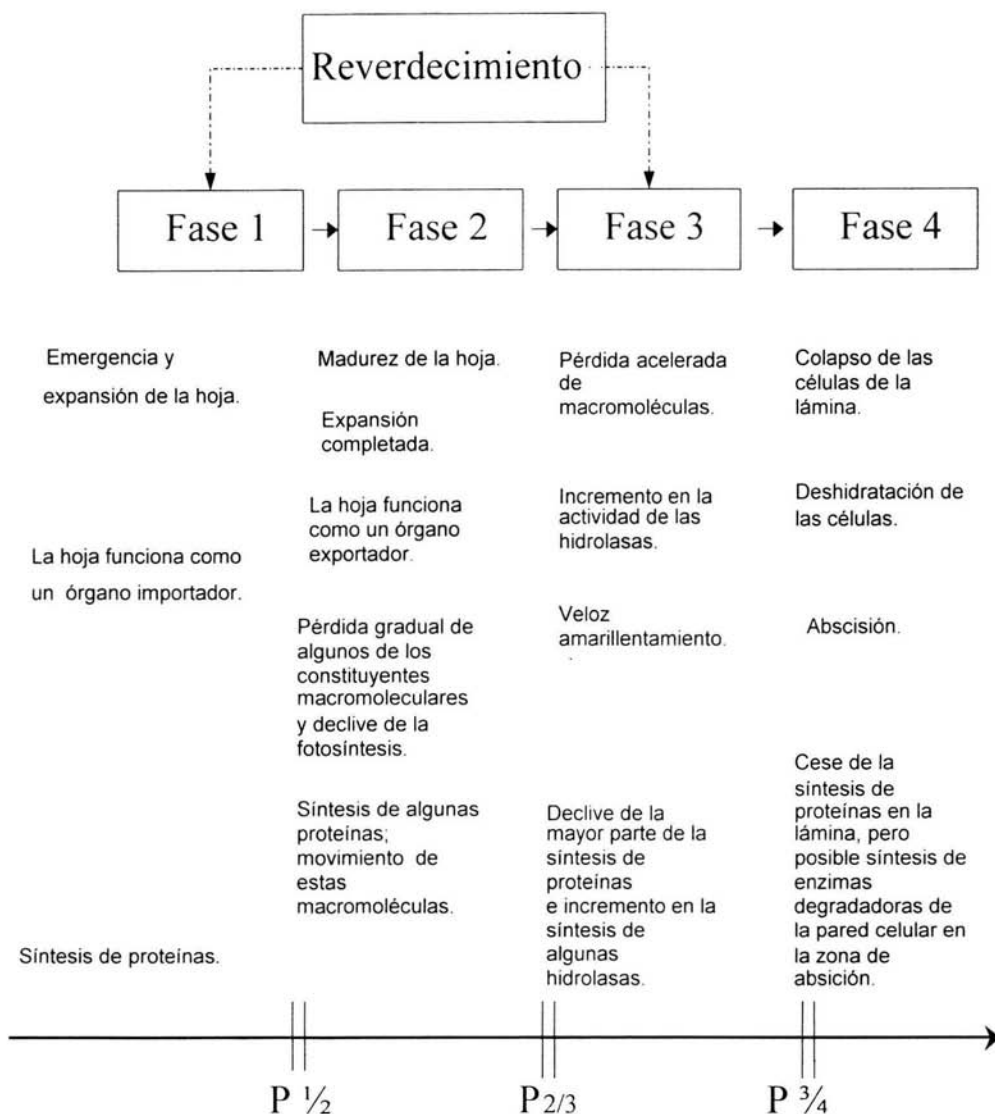 Reverdecimiento
Fase 1
Fase 2
Fase 3
Fase 4
Emergencia y
expansión de la hoja.
La hoja funciona como
un órgano importador.
Síntesis de proteínas.
Madurez de la hoja.
Expansión
completada.
La hoja funciona
como un órgano
exportador.
Pérdida gradual de
algunos de los
constituyentes
macromoleculares
y declive de la
fotosíntesis.
Síntesis de algunas
proteínas;
movimiento de
estas
macromoléculas.
Pérdida acelerada
de
macromoléculas.
Incremento en la
actividad de las
hidrolasas.
Veloz
amarillentamiento.
Declive de la
mayor parte de la
síntesis de
proteínas
e incremento en la
síntesis de
algunas
hidrolasas.
Colapso de las
células de la
lámina.
Deshidratación de
las células.
Abscisión.
Cese de la
síntesis de
proteínas en la
lámina, pero
posible síntesis de
enzimas
degradadoras de
la pared celular en
la zona de
absición.
P ½
P 2/3
P ¾